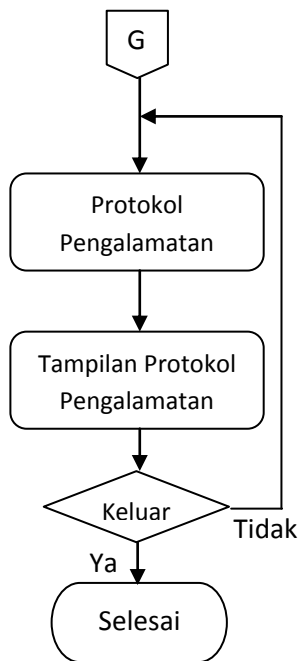 G
Protokol
Pengalamatan
Tampilan Protokol
Pengalamatan
Keluar
Tidak
Ya
Selesai